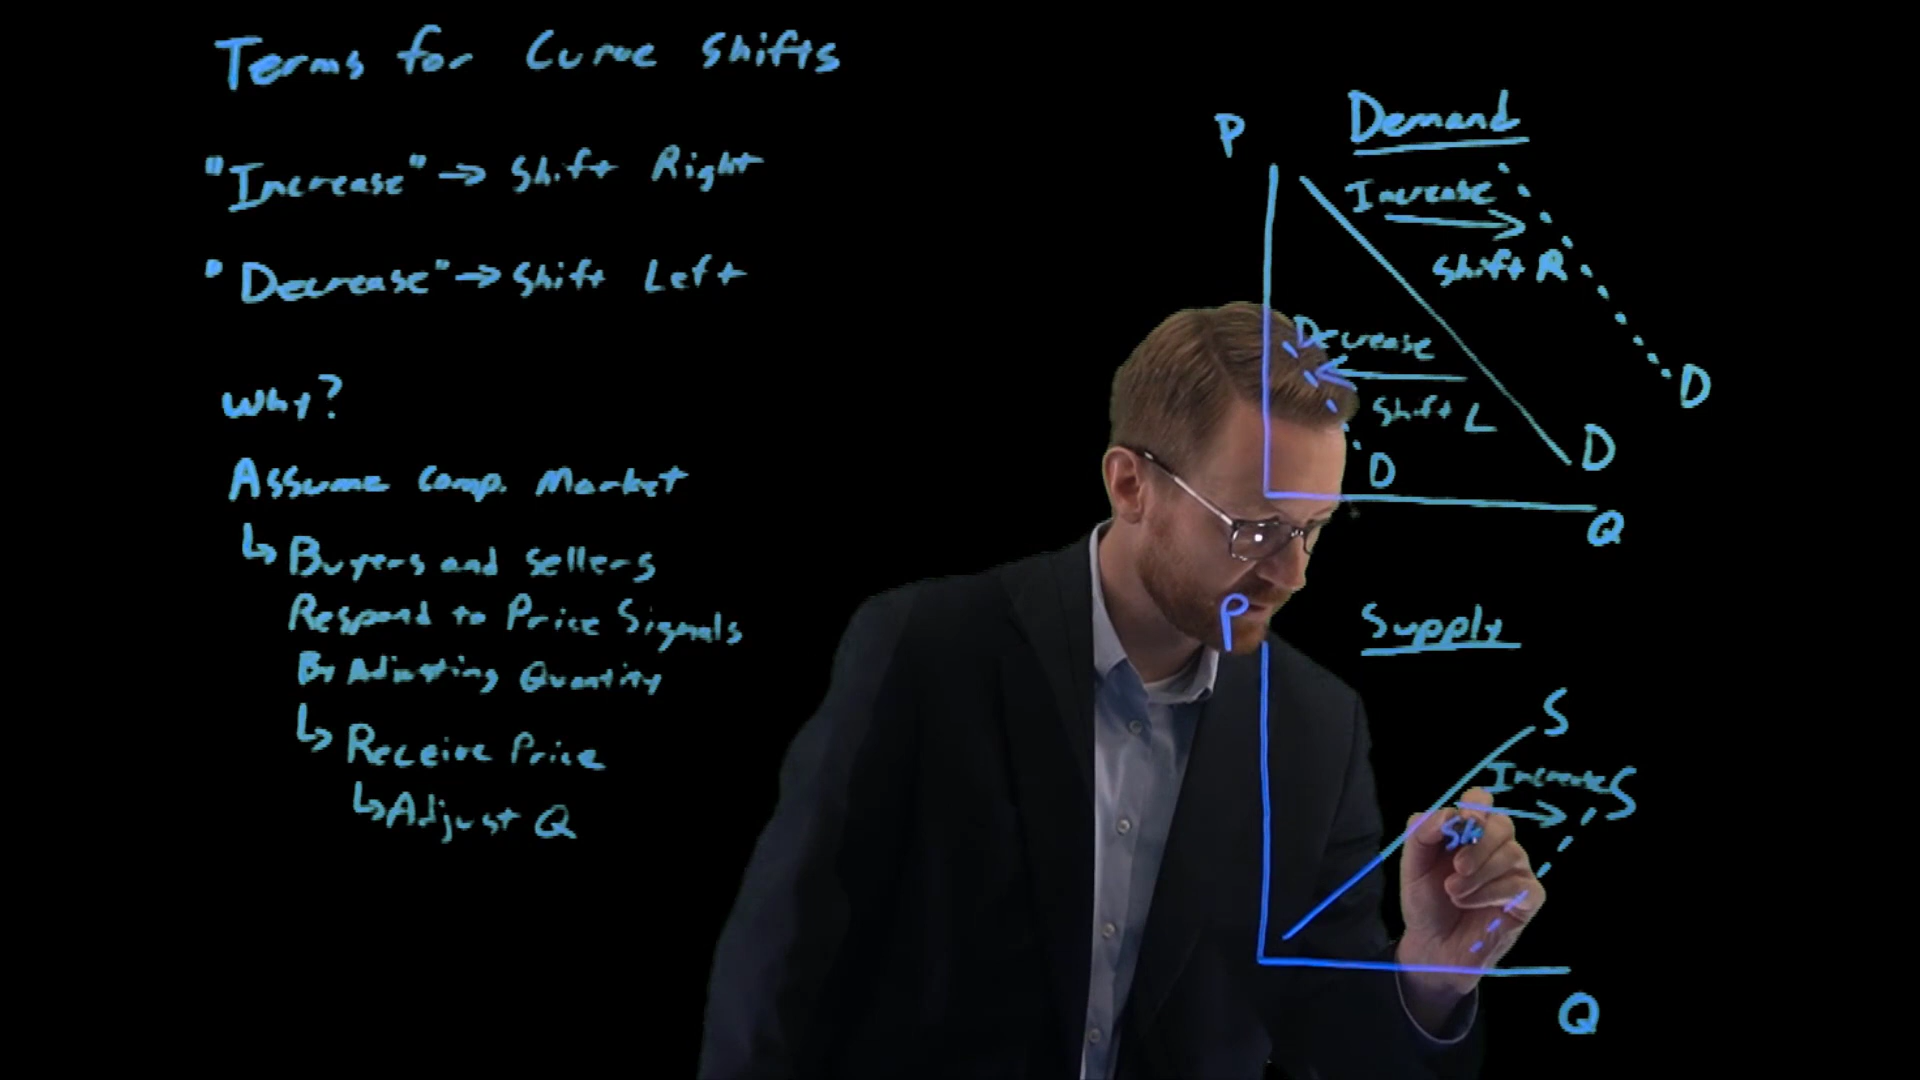 Terms for Curve Shifts
"Increase" → Shift Right
"Decrease" → Shift Left
Why?
Assume Comp. Market
↳ Buyers and Sellers
Respond to Price Signals
By Adjusting Quantity
↳ Receive Price
↳ Adjust Q
Demand
P
Increase
Shift R
Decrease
Shift L
D
D
D
Q
Supply
P
S
Increase
S
Sh
Q